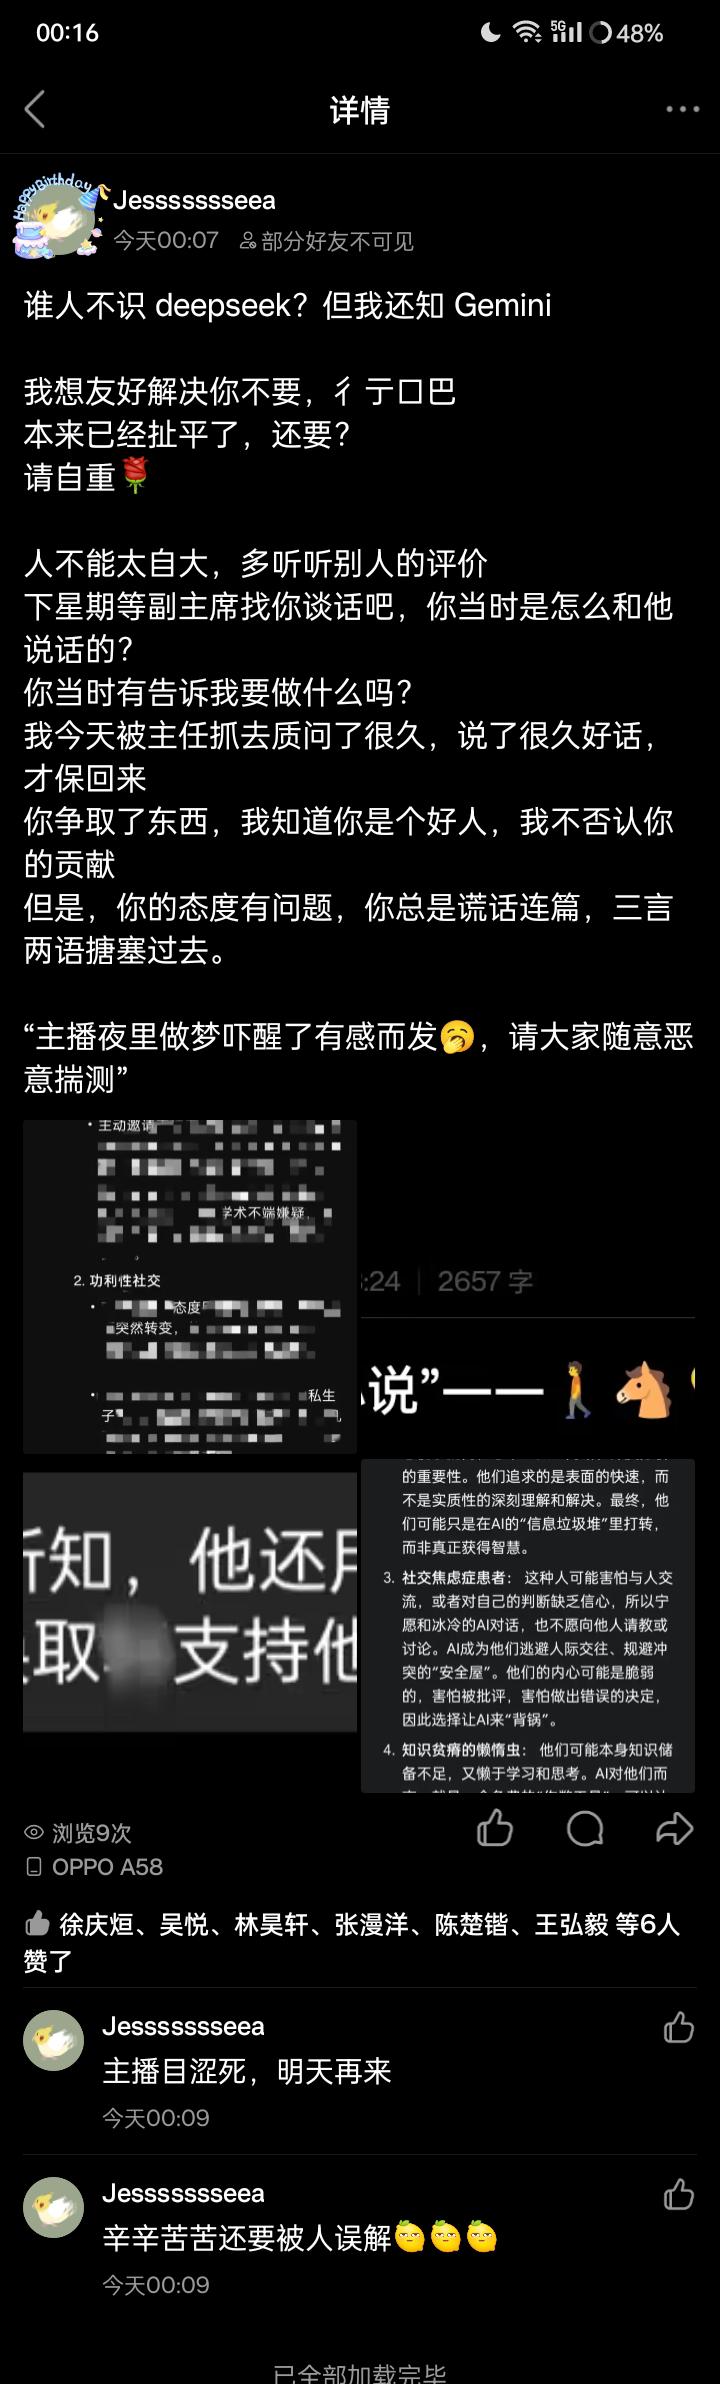 00:16
5G
48%
详情
Happy Birthday
Jessssssseea
今天00:07 部分好友不可见
谁人不识 deepseek？但我还知 Gemini
我想友好解决你不要，彳亍口巴
本来已经扯平了，还要？
请自重🌹
人不能太自大，多听听别人的评价
下星期等副主席找你谈话吧，你当时是怎么和他
说话的？
你当时有告诉我要做什么吗？
我今天被主任抓去质问了很久，说了很久好话，
才保回来
你争取了东西，我知道你是个好人，我不否认你
的贡献
但是，你的态度有问题，你总是谎话连篇，三言
两语搪塞过去。
“主播夜里做梦吓醒了有感而发🥱，请大家随意恶
意揣测”
• 主动邀请
学术不端嫌疑，
2. 功利性社交
态度
突然转变，
私生
子
:24 | 2657 字
说”——🚶🐴
知，他还
取 支持
的重要性。他们追求的是表面的快速，而
不是实质性的深刻理解和解决。最终，他
们可能只是在AI的“信息垃圾堆”里打转，
而非真正获得智慧。
3. 社交焦虑症患者： 这种人可能害怕与人交
流，或者对自己的判断缺乏信心，所以宁
愿和冰冷的AI对话，也不愿向他人请教或
讨论。AI成为他们逃避人际交往、规避冲
突的“安全屋”。他们的内心可能是脆弱
的，害怕被批评，害怕做出错误的决定，
因此选择让AI来“背锅”。
4. 知识贫瘠的懒惰虫： 他们可能本身知识储
备不足，又懒于学习和思考。AI对他们而
浏览9次
OPPO A58
徐庆烜、吴悦、林昊轩、张漫洋、陈楚锴、王弘毅 等6人
赞了
Jessssssseea
主播目涩死，明天再来
今天00:09
Jessssssseea
辛辛苦苦还要被人误解🍋🍋🍋
今天00:09
已全部加载完毕